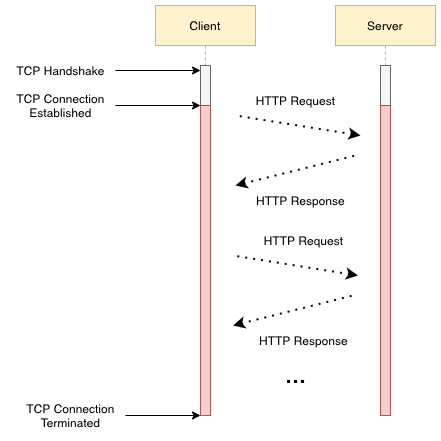 Client
Server
TCP Handshake
TCP Connection
Established
HTTP Request
HTTP Response
HTTP Request
HTTP Response
...
TCP Connection
Terminated